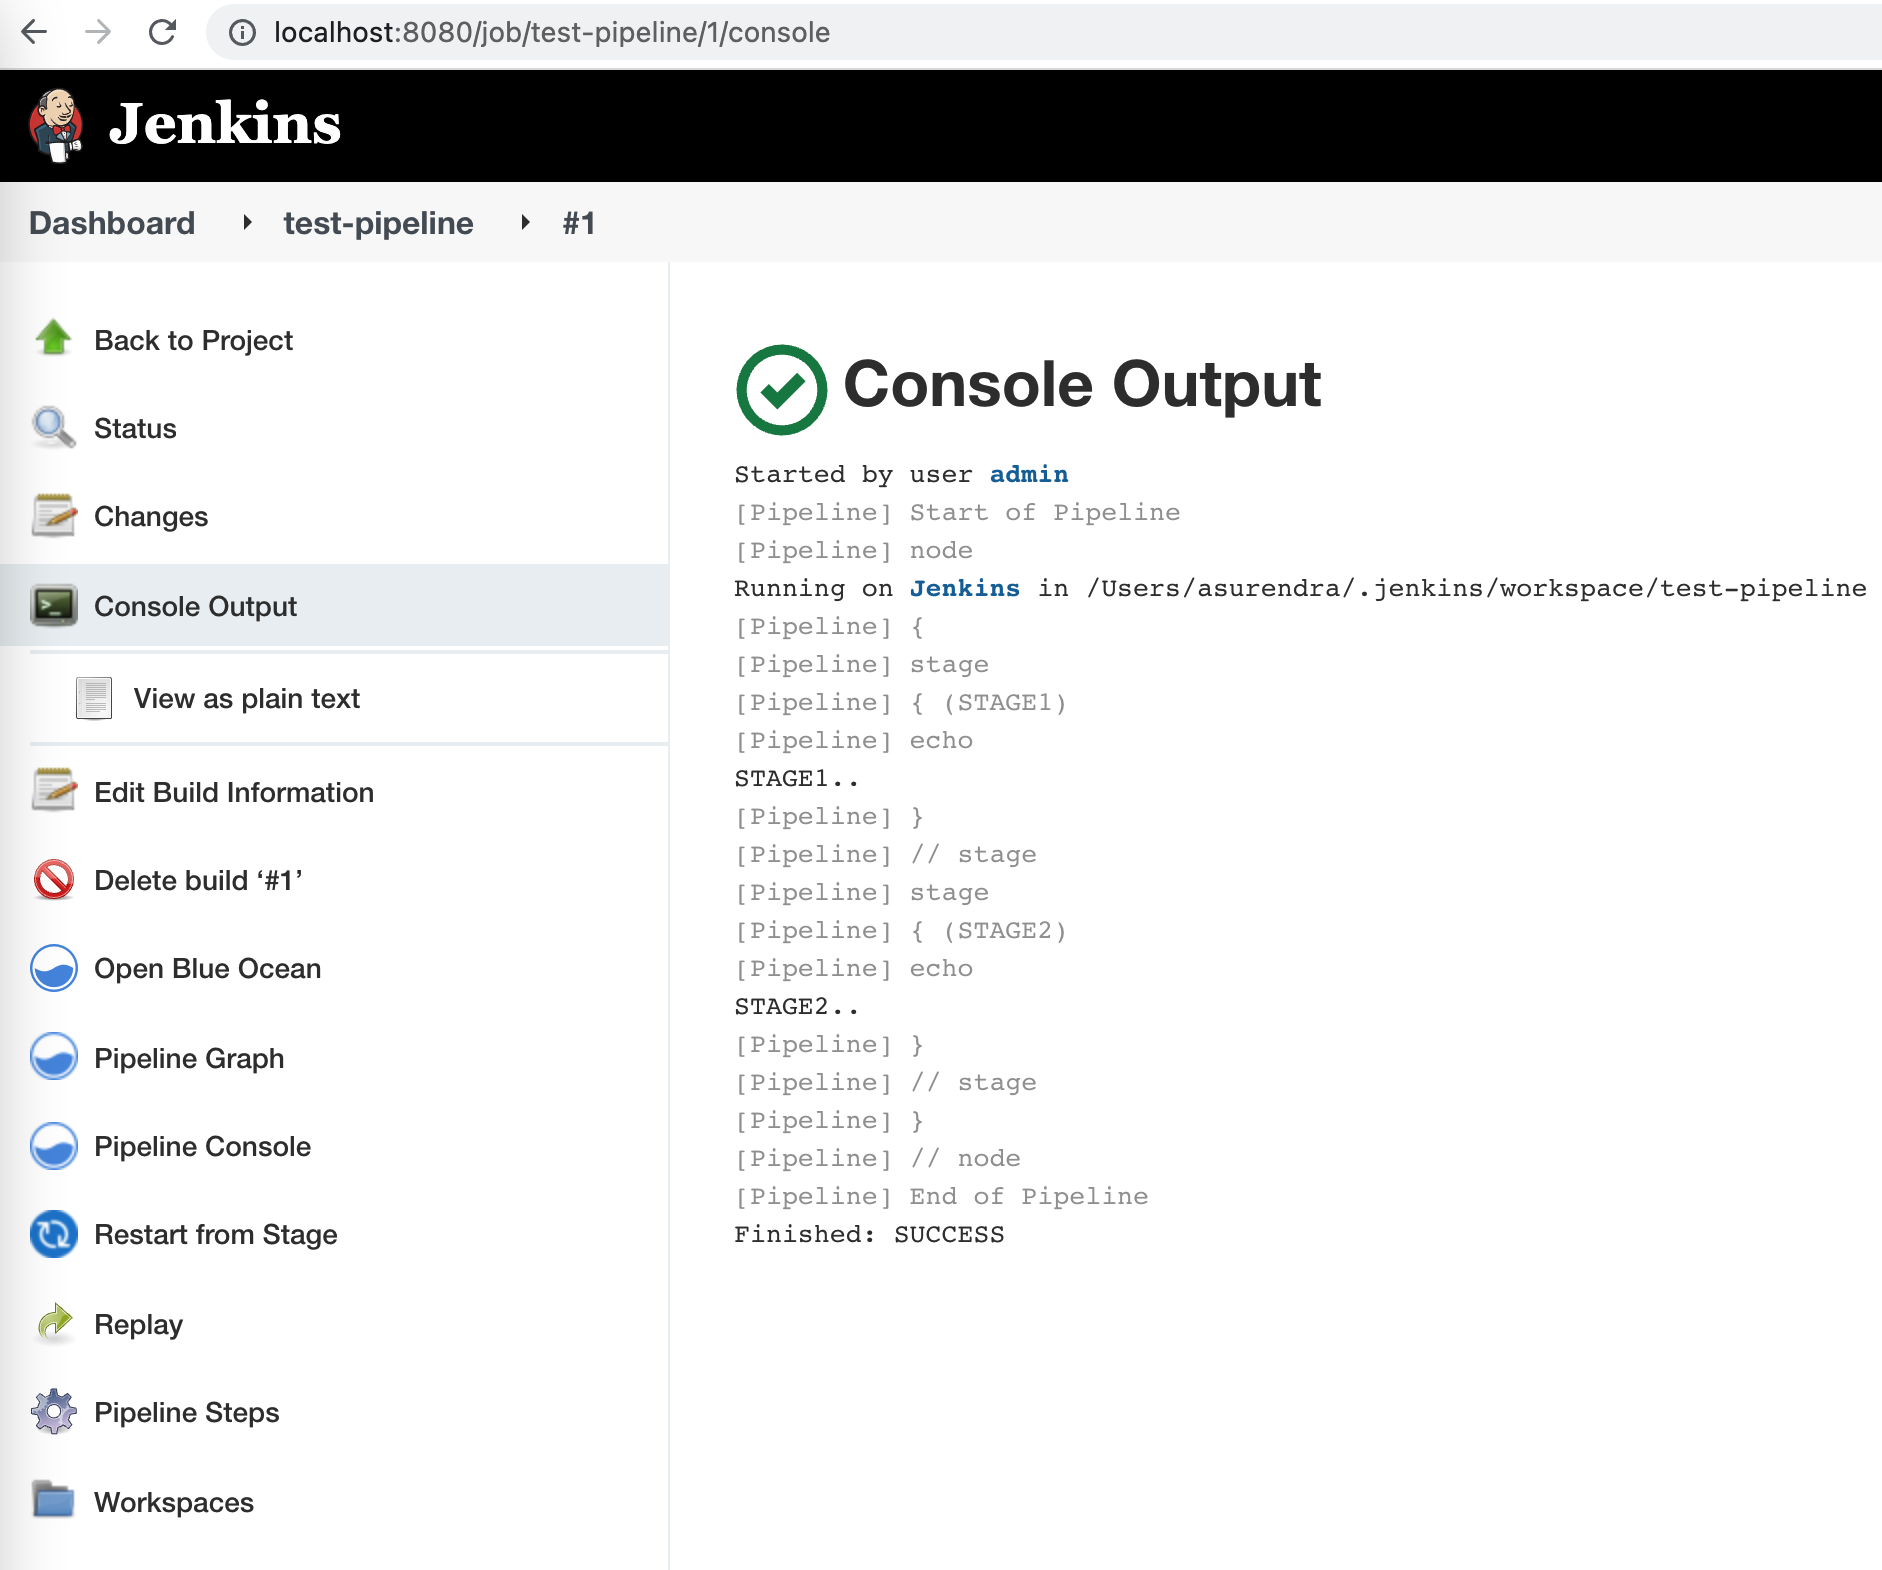 localhost:8080/job/test-pipeline/1/console
Jenkins
Dashboard test-pipeline #1
Back to Project
Status
Changes
Console Output
View as plain text
Edit Build Information
Delete build ‘#1’
Open Blue Ocean
Pipeline Graph
Pipeline Console
Restart from Stage
Replay
Pipeline Steps
Workspaces
Console Output
Started by user admin
[Pipeline] Start of Pipeline
[Pipeline] node
Running on Jenkins in /Users/asurendra/.jenkins/workspace/test-pipeline
[Pipeline] {
[Pipeline] stage
[Pipeline] { (STAGE1)
[Pipeline] echo
STAGE1..
[Pipeline] }
[Pipeline] // stage
[Pipeline] stage
[Pipeline] { (STAGE2)
[Pipeline] echo
STAGE2..
[Pipeline] }
[Pipeline] // stage
[Pipeline] }
[Pipeline] // node
[Pipeline] End of Pipeline
Finished: SUCCESS